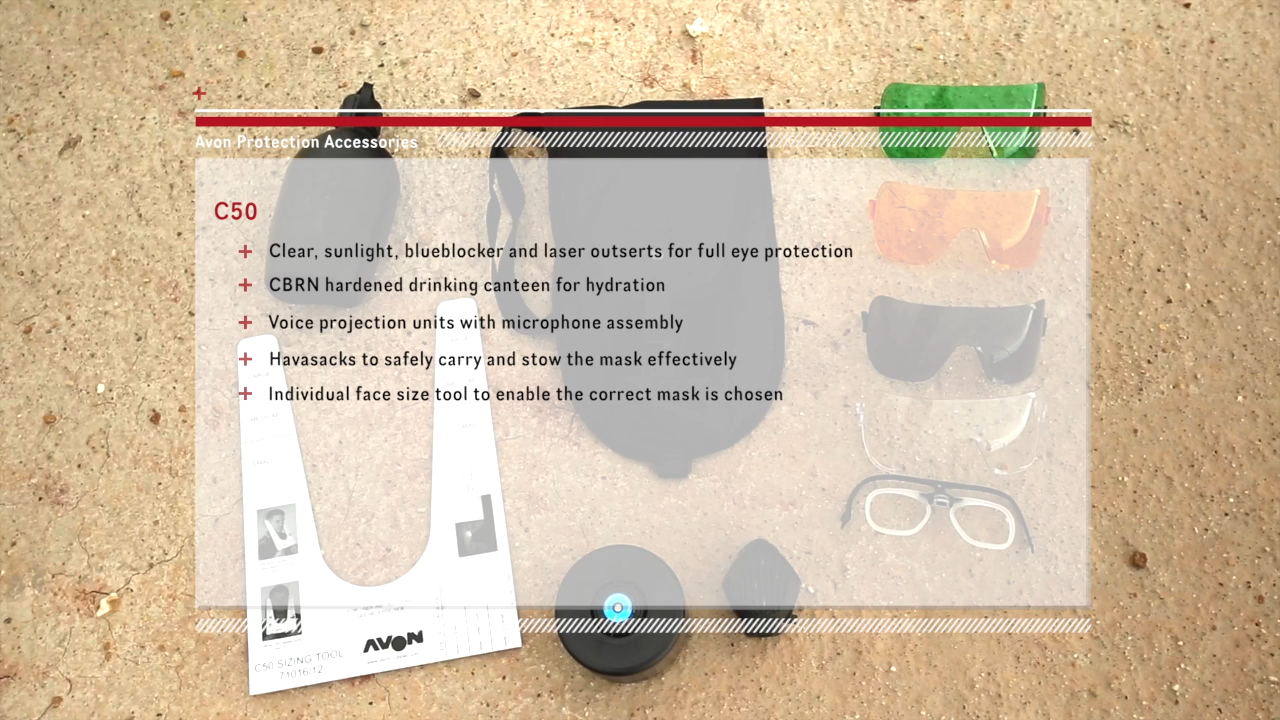 Avon Protection Accessories
C50
Clear, sunlight, blueblocker and laser outserts for full eye protection
CBRN hardened drinking canteen for hydration
Voice projection units with microphone assembly
Havasacks to safely carry and stow the mask effectively
Individual face size tool to enable the correct mask is chosen
AVON
C50 SIZING TOOL
71016-12